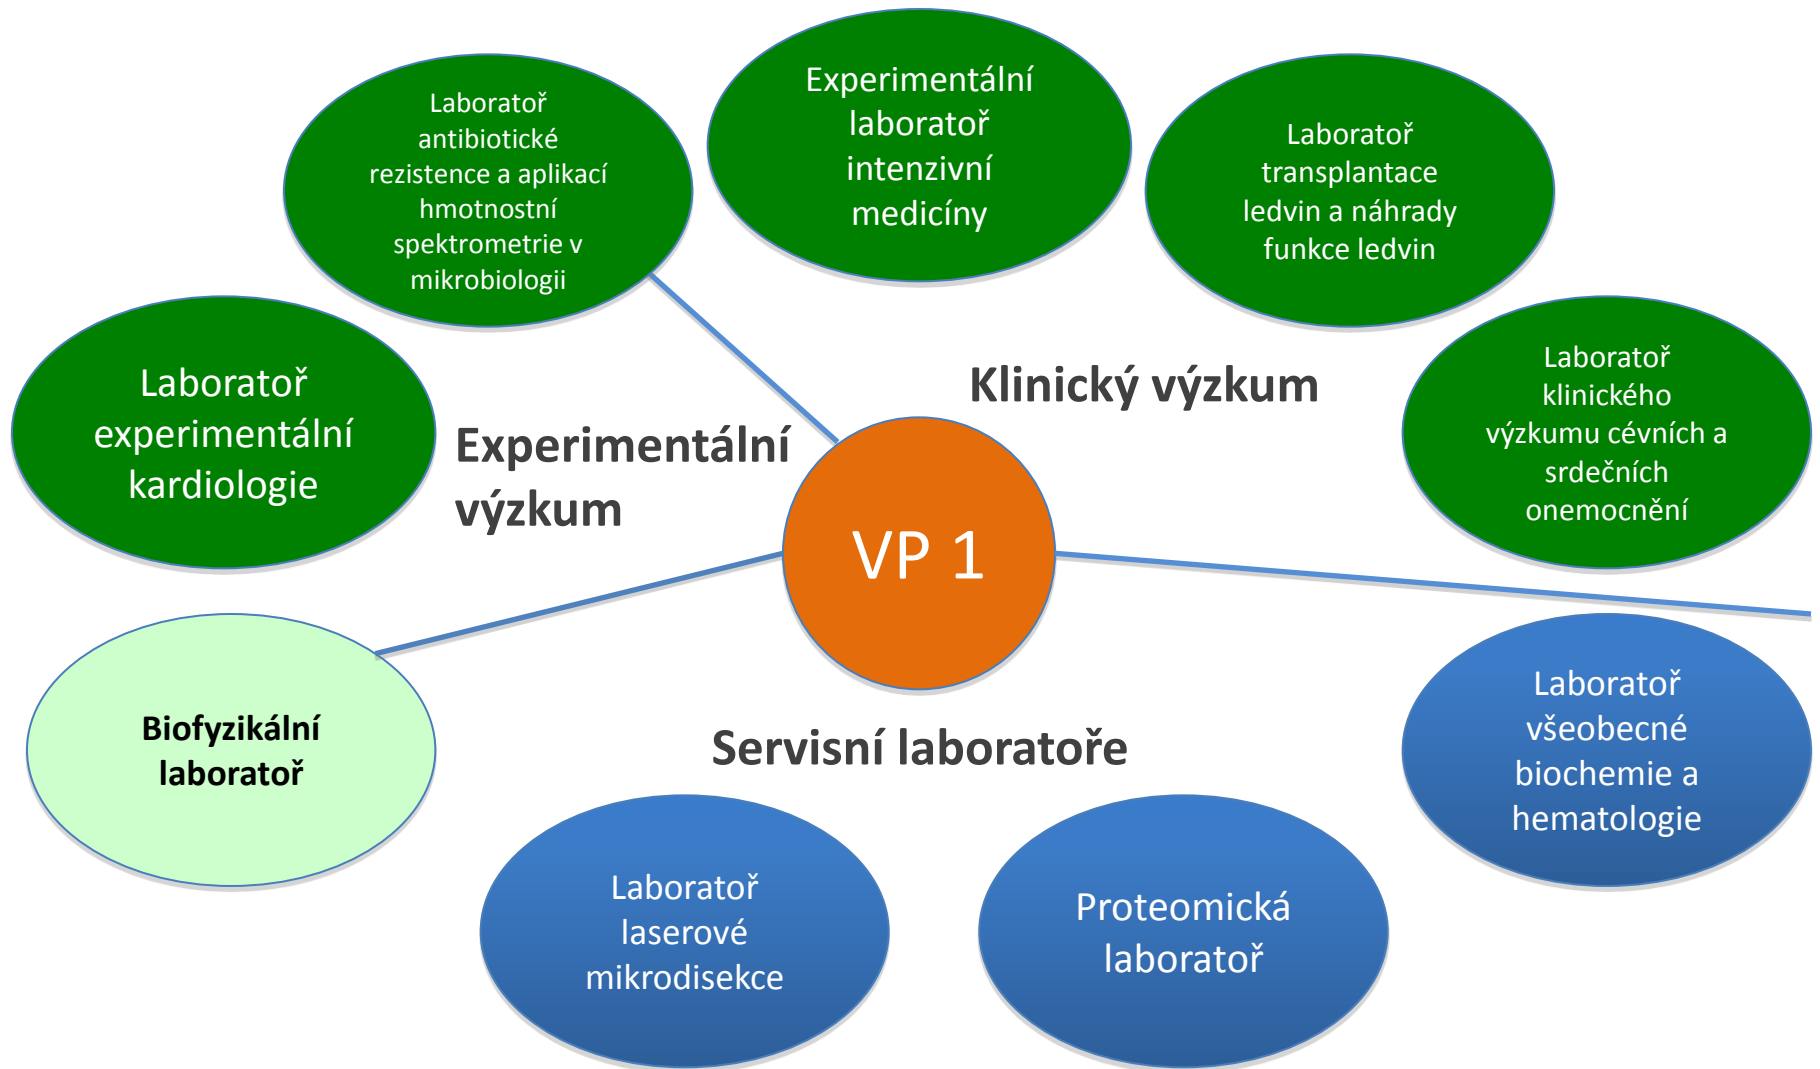 Experimentální
laboratoř
intenzivní
medicíny
Laboratoř
antibiotické
rezistence a aplikací
hmotnostní
spektrometrie v
mikrobiologii
Laboratoř
transplantace
ledvin a náhrady
funkce ledvin
Laboratoř
experimentální
kardiologie
Experimentální
výzkum
Klinický výzkum
Laboratoř
klinického
výzkumu cévních a
srdečních
onemocnění
VP 1
Biofyzikální
laboratoř
Servisní laboratoře
Laboratoř
všeobecné
biochemie a
hematologie
Laboratoř
laserové
mikrodisekce
Proteomická
laboratoř